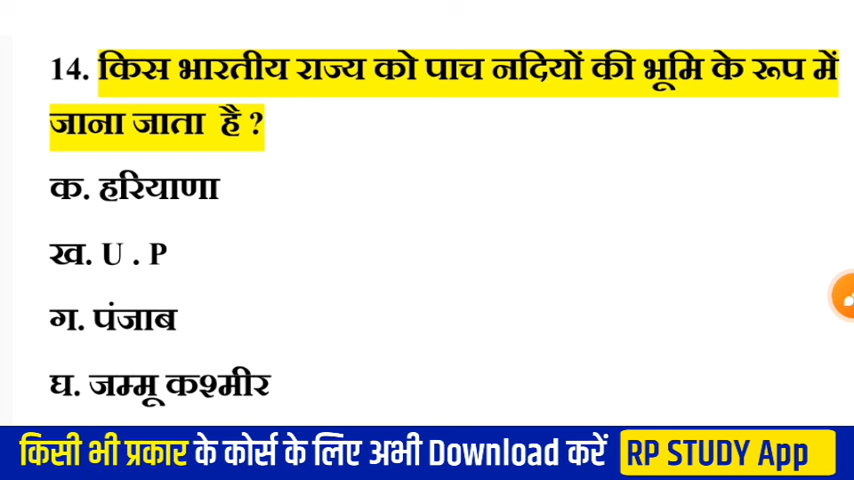 14. किस भारतीय राज्य को पाच नदियों की भूमि के रूप में
जाना जाता है ?
क. हरियाणा
ख. U . P
ग. पंजाब
घ. जम्मू कश्मीर
किसी भी प्रकार के कोर्स के लिए अभी Download करें RP STUDY App